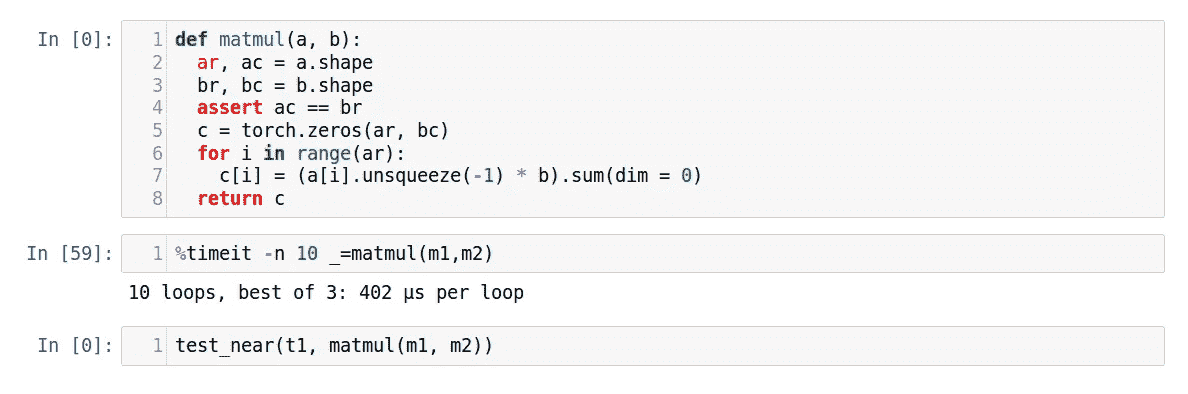 In [0]:
1 def matmul(a, b):
2   ar, ac = a.shape
3   br, bc = b.shape
4   assert ac == br
5   c = torch.zeros(ar, bc)
6   for i in range(ar):
7     c[i] = (a[i].unsqueeze(-1) * b).sum(dim = 0)
8   return c
In [59]:
1 %timeit -n 10 _=matmul(m1,m2)
10 loops, best of 3: 402 µs per loop
In [0]:
1 test_near(t1, matmul(m1, m2))